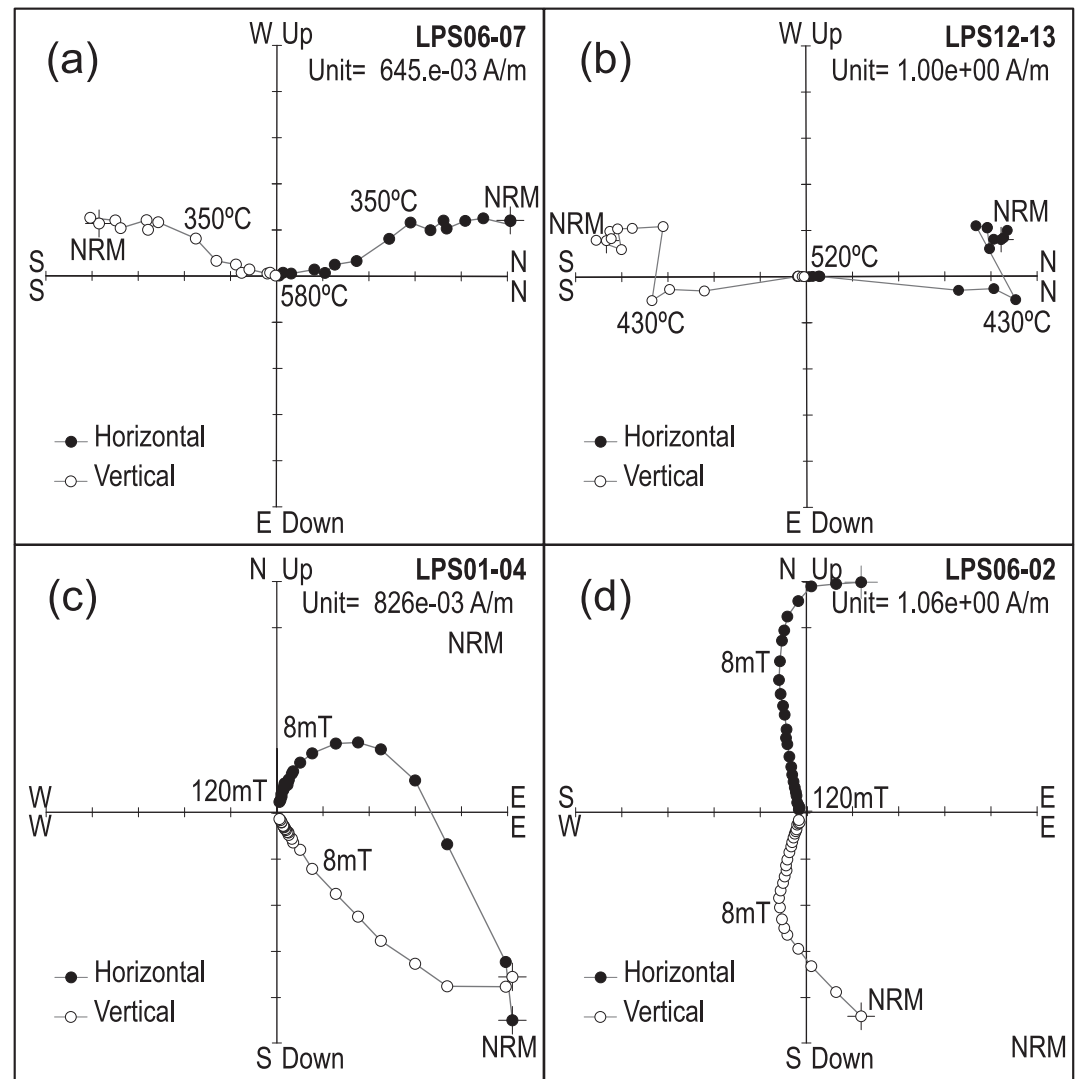 (a)
W Up
LPS06-07
Unit= 645.e-03 A/m
350ºC
350ºC
NRM
NRM
S
S
N
N
580ºC
Horizontal
Vertical
E Down
(b)
W Up
LPS12-13
Unit= 1.00e+00 A/m
NRM
NRM
520ºC
S
S
N
N
430ºC
430ºC
Horizontal
Vertical
E Down
(c)
N Up
LPS01-04
Unit= 826e-03 A/m
NRM
8mT
120mT
W
W
E
E
8mT
Horizontal
Vertical
NRM
S Down
(d)
N Up
LPS06-02
Unit= 1.06e+00 A/m
8mT
120mT
S
W
E
E
8mT
Horizontal
Vertical
NRM
NRM
S Down